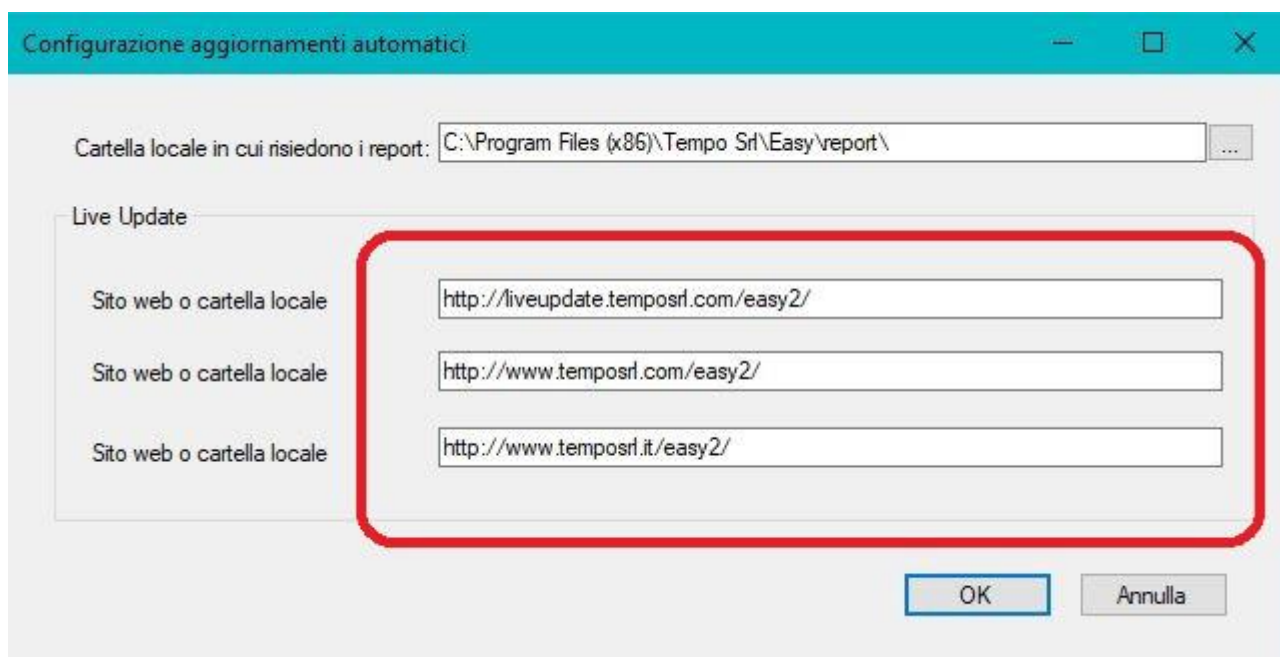 Configurazione aggiornamenti automatici
Cartella locale in cui risiedono i report: C:\Program Files (x86)\Tempo Srl\Easy\report\ ...
Live Update
Sito web o cartella locale http://liveupdate.temposrl.com/easy2/
Sito web o cartella locale http://www.temposrl.com/easy2/
Sito web o cartella locale http://www.temposrl.it/easy2/
OK Annulla